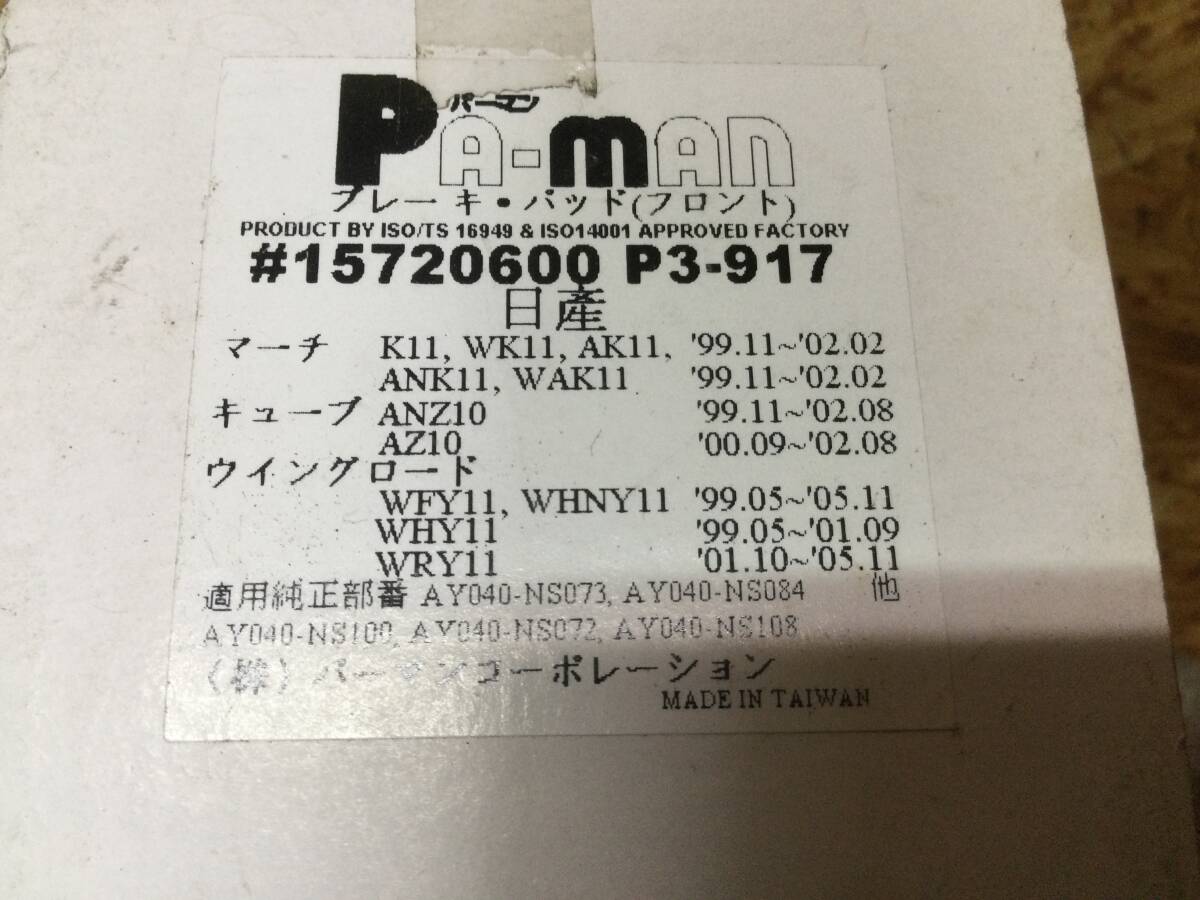 パーマン
PA-MAN
ブレーキ・パッド(フロント)
PRODUCT BY ISO/TS 16949 & ISO14001 APPROVED FACTORY
#15720600 P3-917
日產
マーチ K11, WK11, AK11, '99.11~'02.02
ANK11, WAK11 '99.11~'02.02
キューブ ANZ10 '99.11~'02.08
AZ10 '00.09~'02.08
ウイングロード
WFY11, WHNY11 '99.05~'05.11
WHY11 '99.05~'01.09
WRY11 '01.10~'05.11
適用純正部番 AY040-NS073, AY040-NS084 他
AY040-NS100, AY040-NS072, AY040-NS108
(株)パーマンコーポレーション
MADE IN TAIWAN